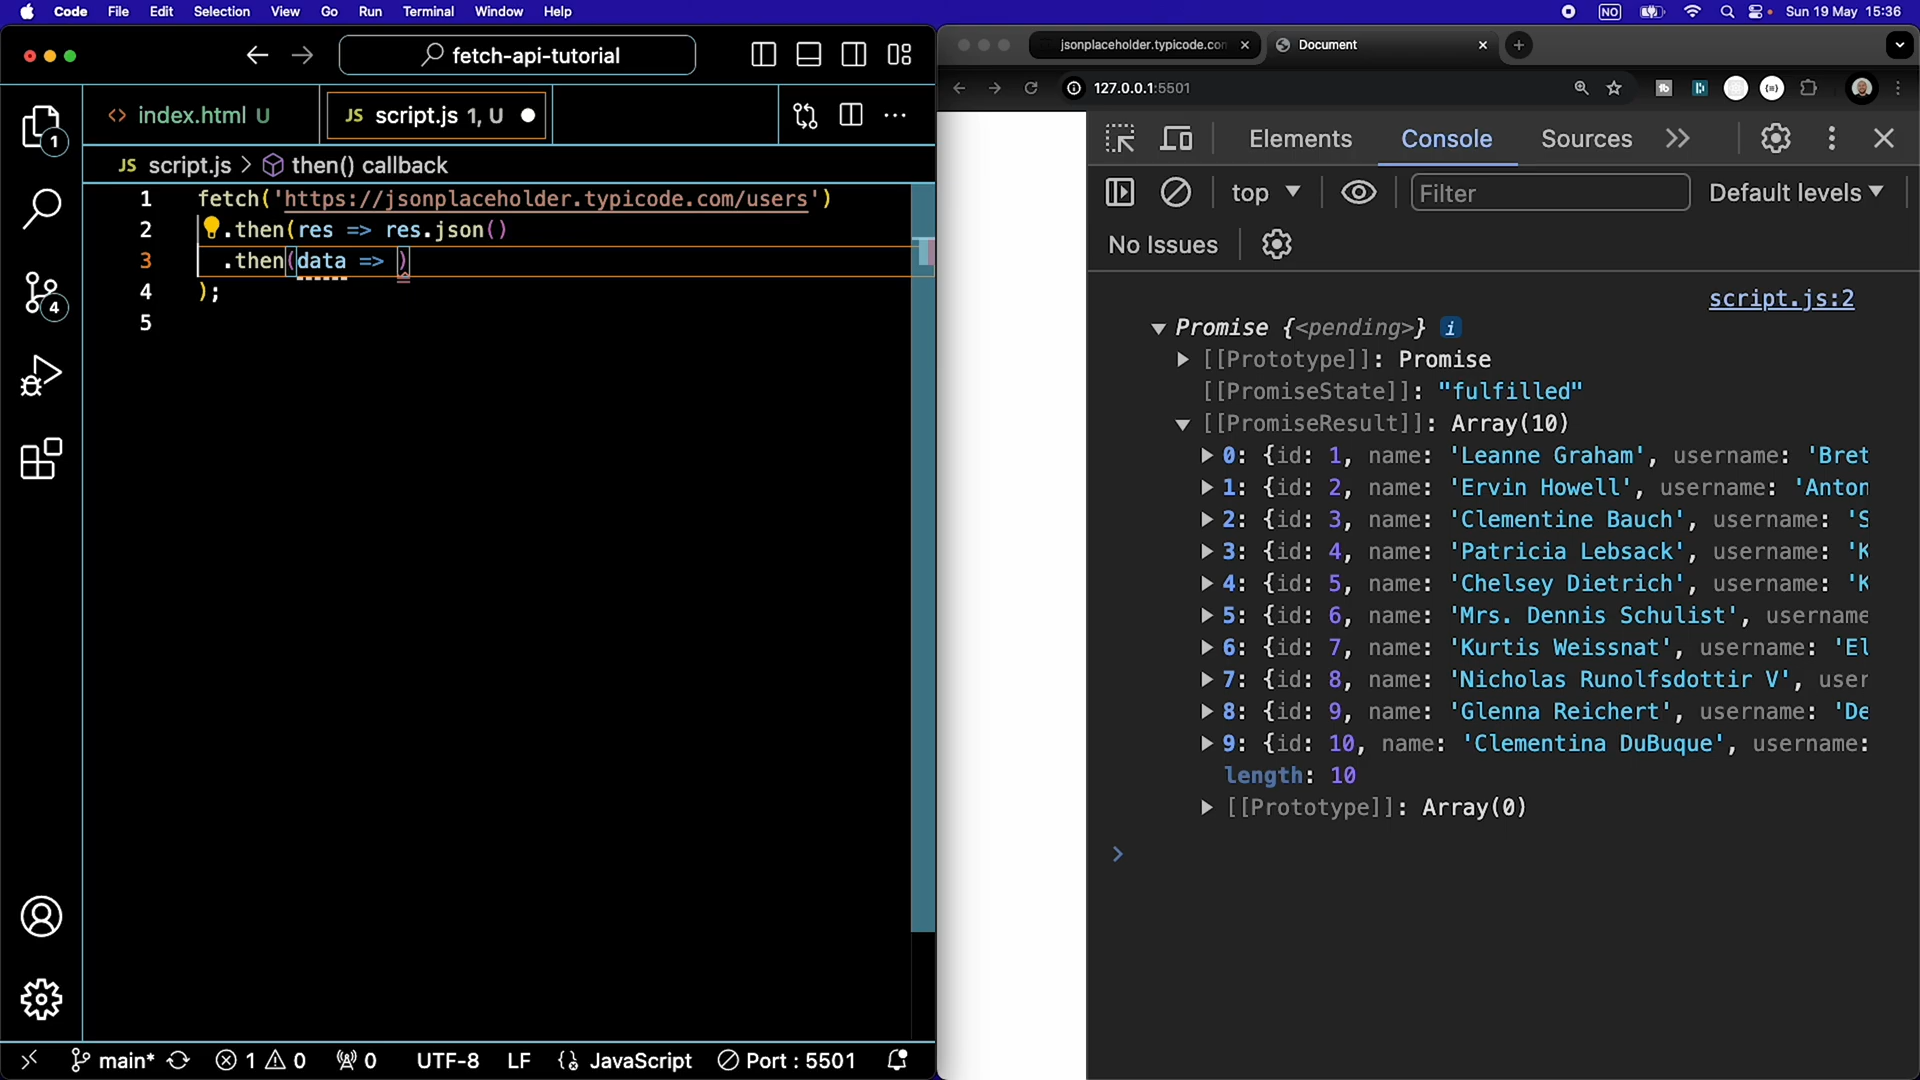 Code File Edit Selection View Go Run Terminal Window Help
NO Sun 19 May 15:36
fetch-api-tutorial
index.html U
JS script.js 1, U
JS script.js > then() callback
1 fetch('https://jsonplaceholder.typicode.com/users')
2 .then(res => res.json()
3 .then(data => )
4 );
5
1
4
main* 1 0 0 UTF-8 LF JavaScript Port : 5501
jsonplaceholder.typicode.com
Document
127.0.0.1:5501
Elements Console Sources
top Filter Default levels
No Issues
script.js:2
Promise {<pending>} i
[[Prototype]]: Promise
[[PromiseState]]: "fulfilled"
[[PromiseResult]]: Array(10)
0: {id: 1, name: 'Leanne Graham', username: 'Bret
1: {id: 2, name: 'Ervin Howell', username: 'Anton
2: {id: 3, name: 'Clementine Bauch', username: 'S
3: {id: 4, name: 'Patricia Lebsack', username: 'K
4: {id: 5, name: 'Chelsey Dietrich', username: 'K
5: {id: 6, name: 'Mrs. Dennis Schulist', username
6: {id: 7, name: 'Kurtis Weissnat', username: 'El
7: {id: 8, name: 'Nicholas Runolfsdottir V', user
8: {id: 9, name: 'Glenna Reichert', username: 'De
9: {id: 10, name: 'Clementina DuBuque', username:
length: 10
[[Prototype]]: Array(0)